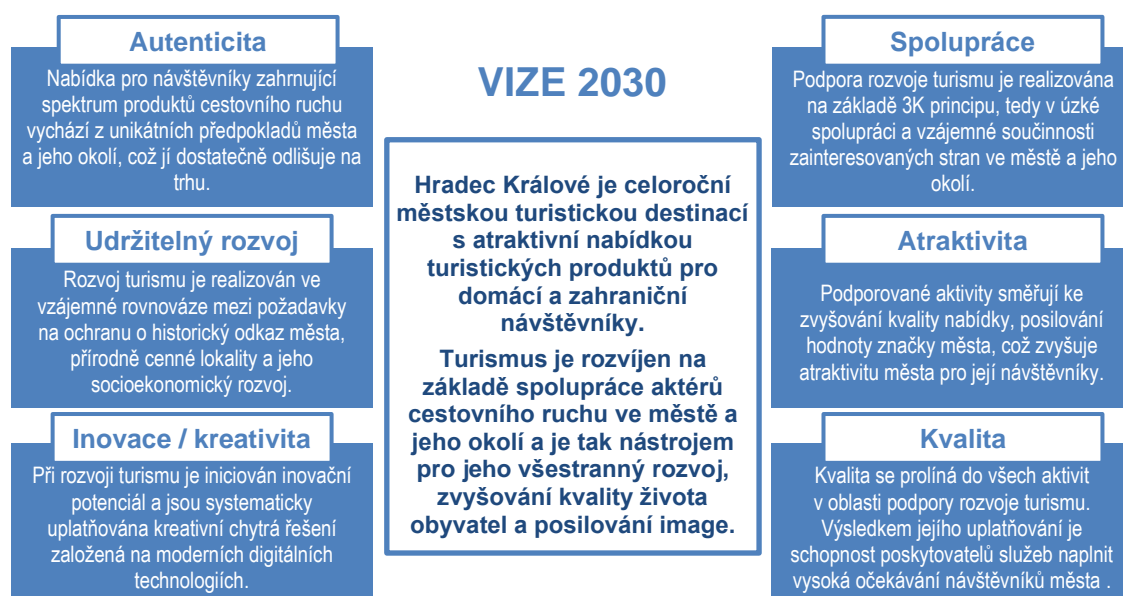 Autenticita
Nabídka pro návštěvníky zahrnující
spektrum produktů cestovního ruchu
vychází z unikátních předpokladů města
a jeho okolí, což jí dostatečně odlišuje na
trhu.
Udržitelný rozvoj
Rozvoj turismu je realizován ve
vzájemné rovnováze mezi požadavky
na ochranu o historický odkaz města,
přírodně cenné lokality a jeho
socioekonomický rozvoj.
Inovace / kreativita
Při rozvoji turismu je iniciován inovační
potenciál a jsou systematicky
uplatňována kreativní chytrá řešení
založená na moderních digitálních
technologiích.
VIZE 2030
Hradec Králové je celoroční
městskou turistickou destinací
s atraktivní nabídkou
turistických produktů pro
domácí a zahraniční
návštěvníky.
Turismus je rozvíjen na
základě spolupráce aktérů
cestovního ruchu ve městě a
jeho okolí a je tak nástrojem
pro jeho všestranný rozvoj,
zvyšování kvality života
obyvatel a posilování image.
Spolupráce
Podpora rozvoje turismu je realizována
na základě 3K principu, tedy v úzké
spolupráci a vzájemné součinnosti
zainteresovaných stran ve městě a jeho
okolí.
Atraktivita
Podporované aktivity směřují ke
zvyšování kvality nabídky, posilování
hodnoty značky města, což zvyšuje
atraktivitu města pro její návštěvníky.
Kvalita
Kvalita se prolíná do všech aktivit
v oblasti podpory rozvoje turismu.
Výsledkem jejího uplatňování je
schopnost poskytovatelů služeb naplnit
vysoká očekávání návštěvníků města .